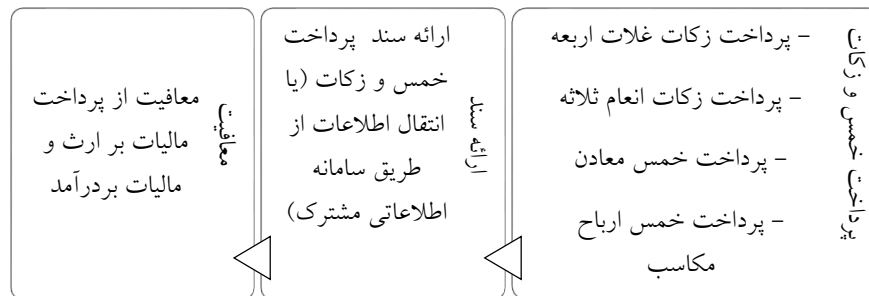 پرداخت خمس و زکات
- پرداخت زکات غلات اربعه
- پرداخت زکات انعام ثلاثه
- پرداخت خمس معادن
- پرداخت خمس ارباح
مکاسب
ارائه سند
ارائه سند پرداخت
خمس و زکات (یا
انتقال اطلاعات از
طریق سامانه
اطلاعاتی مشترک)
معافیت
معافیت از پرداخت
مالیات بر ارث و
مالیات بردرآمد